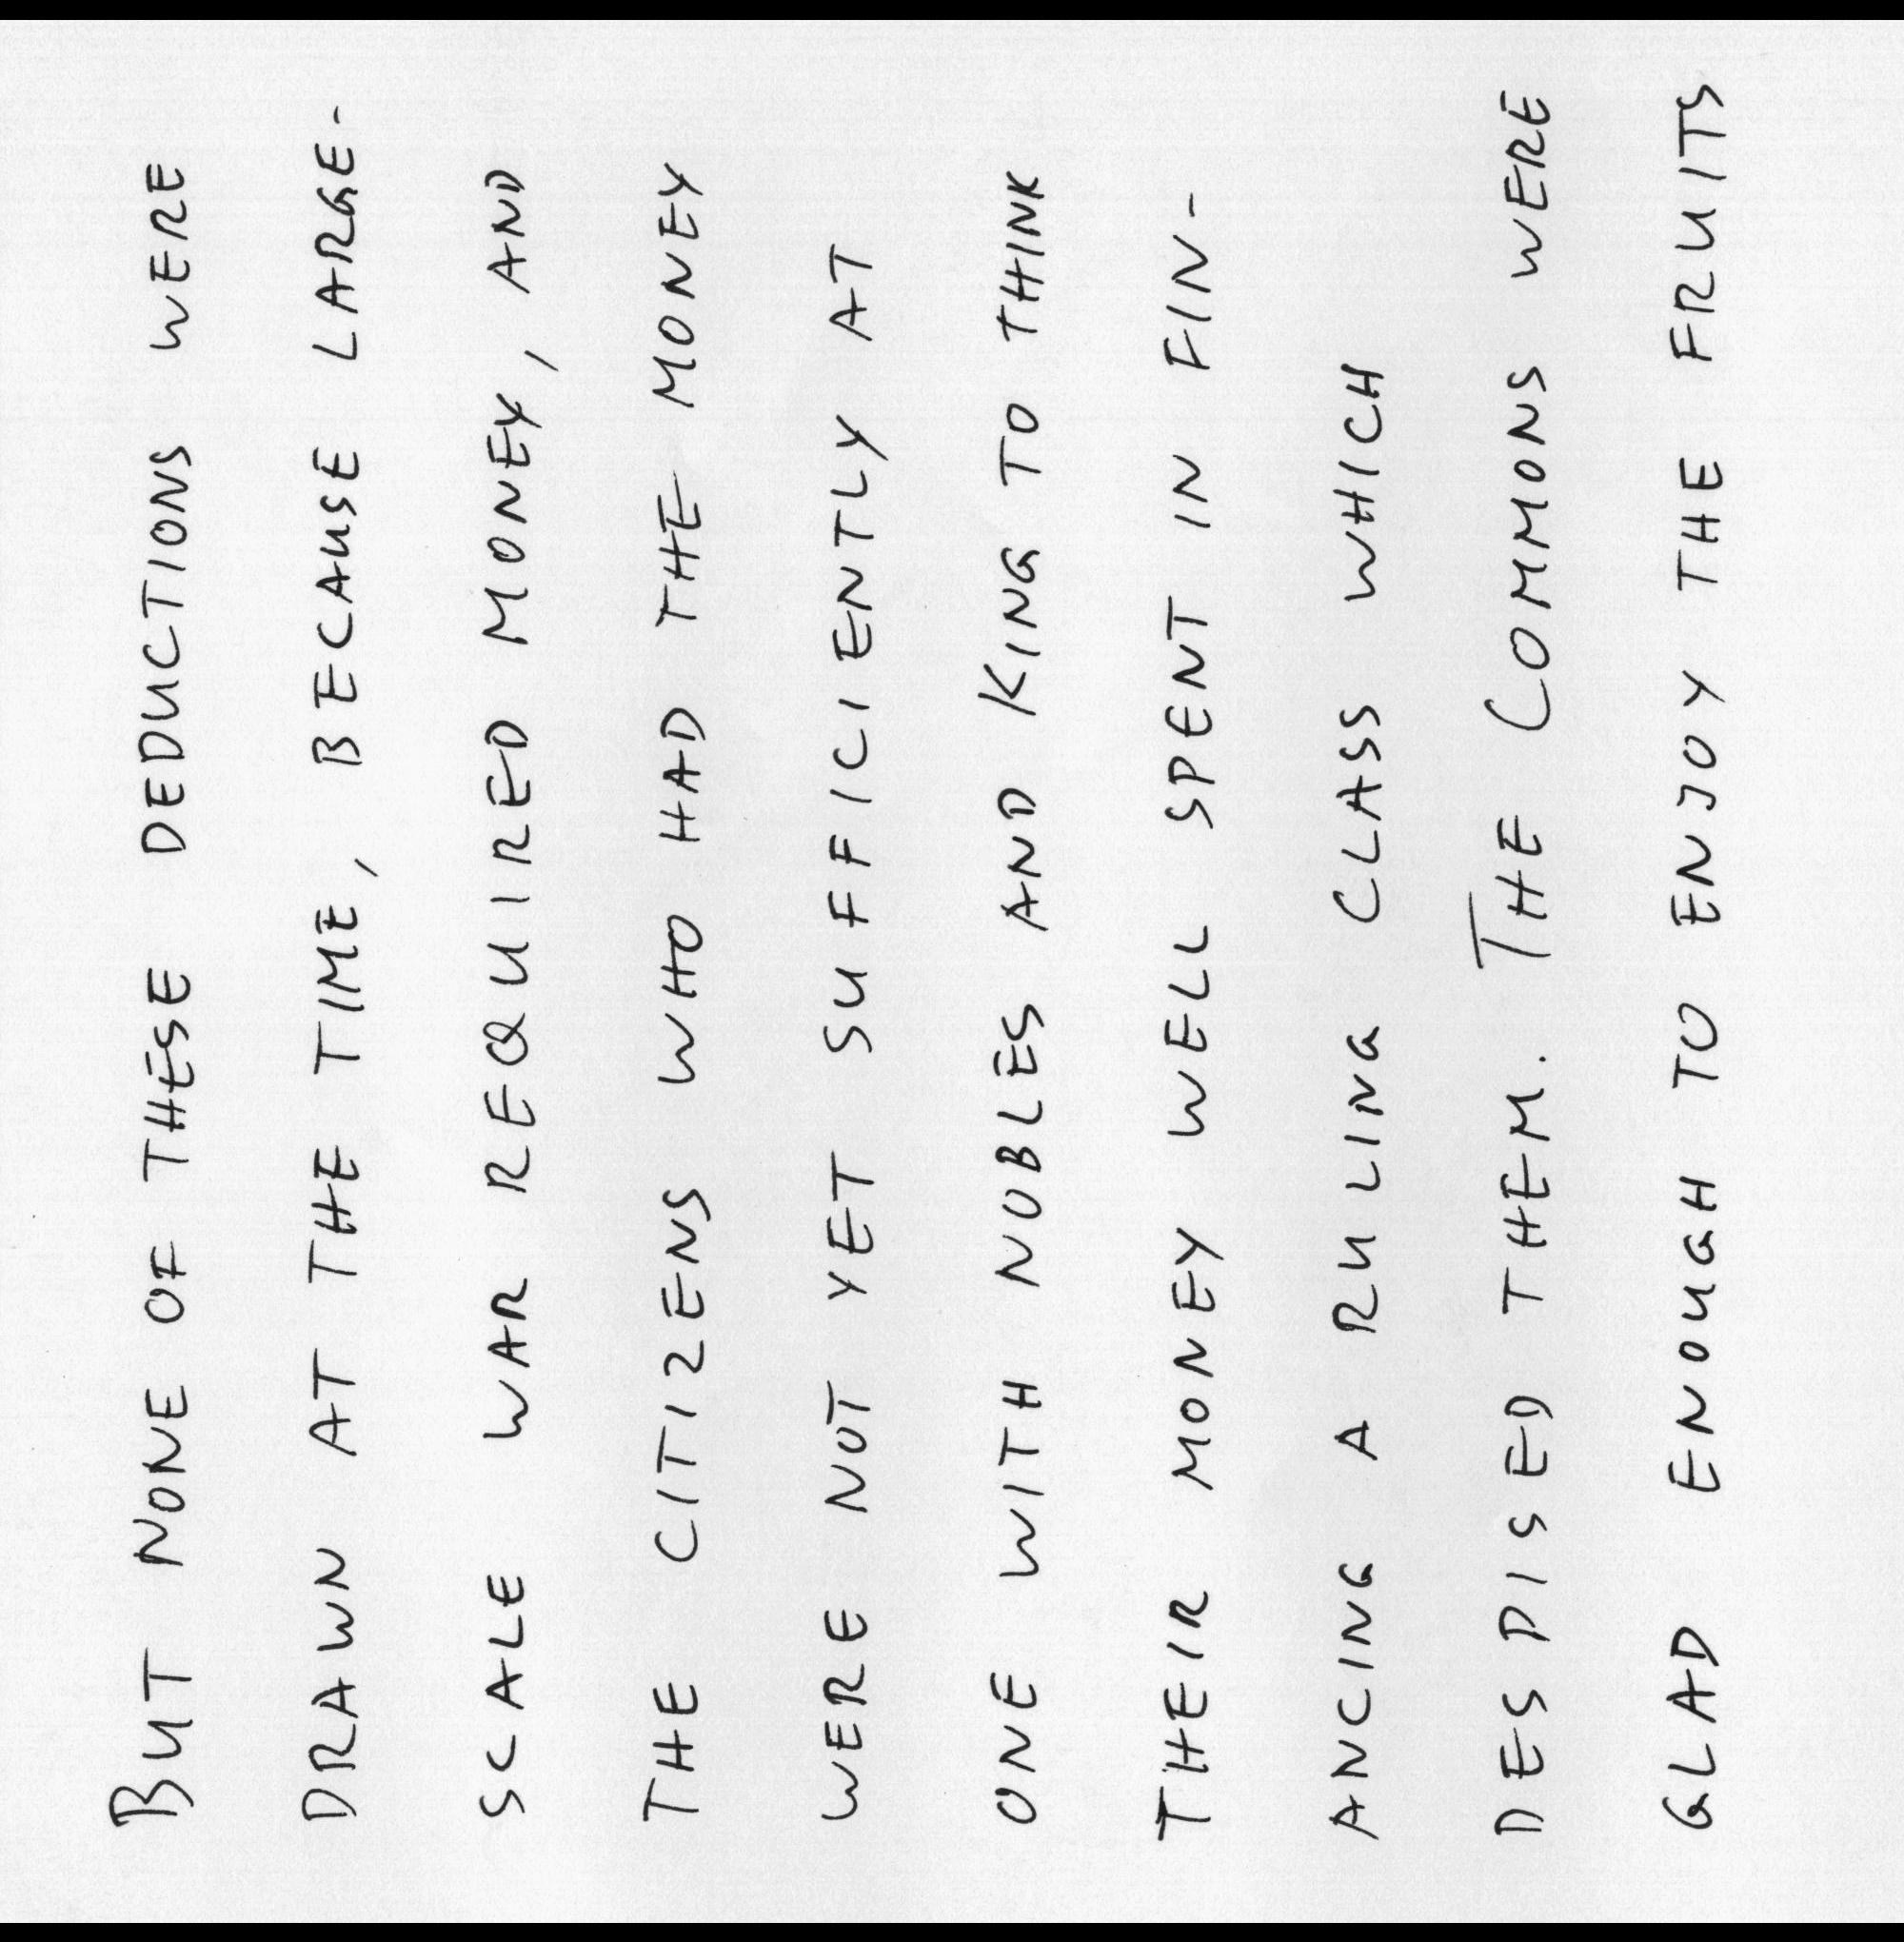 BUT NONE OF THESE DEDUCTIONS WERE
DRAWN AT THE TIME, BECAUSE LARGE-
SCALE WAR REQUIRED MONEY, AND
THE CITIZENS WHO HAD THE MONEY
WERE NOT YET SUFFICIENTLY AT
ONE WITH NOBLES AND KING TO THINK
THEIR MONEY WELL SPENT IN FIN-
ANCING A RULING CLASS WHICH
DESPISED THEM. THE COMMONS WERE
GLAD ENOUGH TO ENJOY THE FRUITS